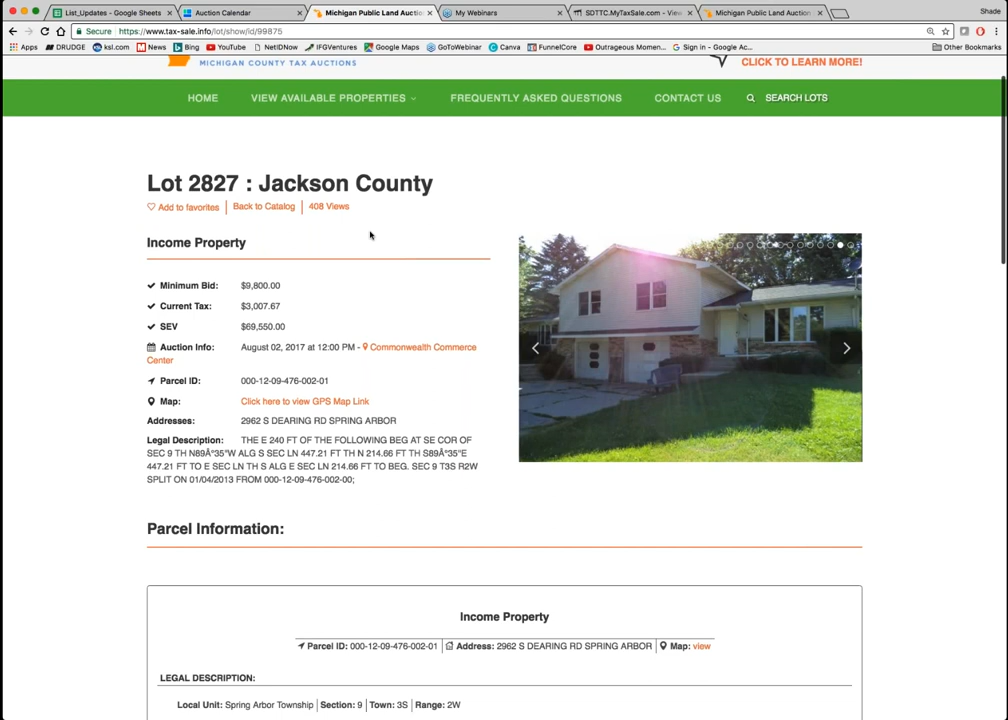 List_Updates - Google Sheets
Auction Calendar
Michigan Public Land Auctio
My Webinars
SDTTC.MyTaxSale.com - View
Michigan Public Land Auction
Shade
Secure
https://www.tax-sale.info/lot/show/id/99875
Apps
DRUDGE
ksl.com
News
Bing
YouTube
NetIDNow
IFGVentures
Google Maps
GoToWebinar
Canva
FunnelCore
Outrageous Momen...
Sign in - Google Ac...
Other Bookmarks
MICHIGAN COUNTY TAX AUCTIONS
CLICK TO LEARN MORE!
HOME
VIEW AVAILABLE PROPERTIES
FREQUENTLY ASKED QUESTIONS
CONTACT US
SEARCH LOTS
Lot 2827 : Jackson County
Add to favorites | Back to Catalog | 408 Views
Income Property
Minimum Bid: $9,800.00
Current Tax: $3,007.67
SEV $69,550.00
Auction Info: August 02, 2017 at 12:00 PM - Commonwealth Commerce
Center
Parcel ID: 000-12-09-476-002-01
Map: Click here to view GPS Map Link
Addresses: 2962 S DEARING RD SPRING ARBOR
Legal Description: THE E 240 FT OF THE FOLLOWING BEG AT SE COR OF
SEC 9 TH N89Â°35"W ALG S SEC LN 447.21 FT TH N 214.66 FT TH S89Â°35"E
447.21 FT TO E SEC LN TH S ALG E SEC LN 214.66 FT TO BEG. SEC 9 T3S R2W
SPLIT ON 01/04/2013 FROM 000-12-09-476-002-00;
Parcel Information:
Income Property
Parcel ID: 000-12-09-476-002-01 | Address: 2962 S DEARING RD SPRING ARBOR | Map: view
LEGAL DESCRIPTION:
Local Unit: Spring Arbor Township | Section: 9 | Town: 3S | Range: 2W